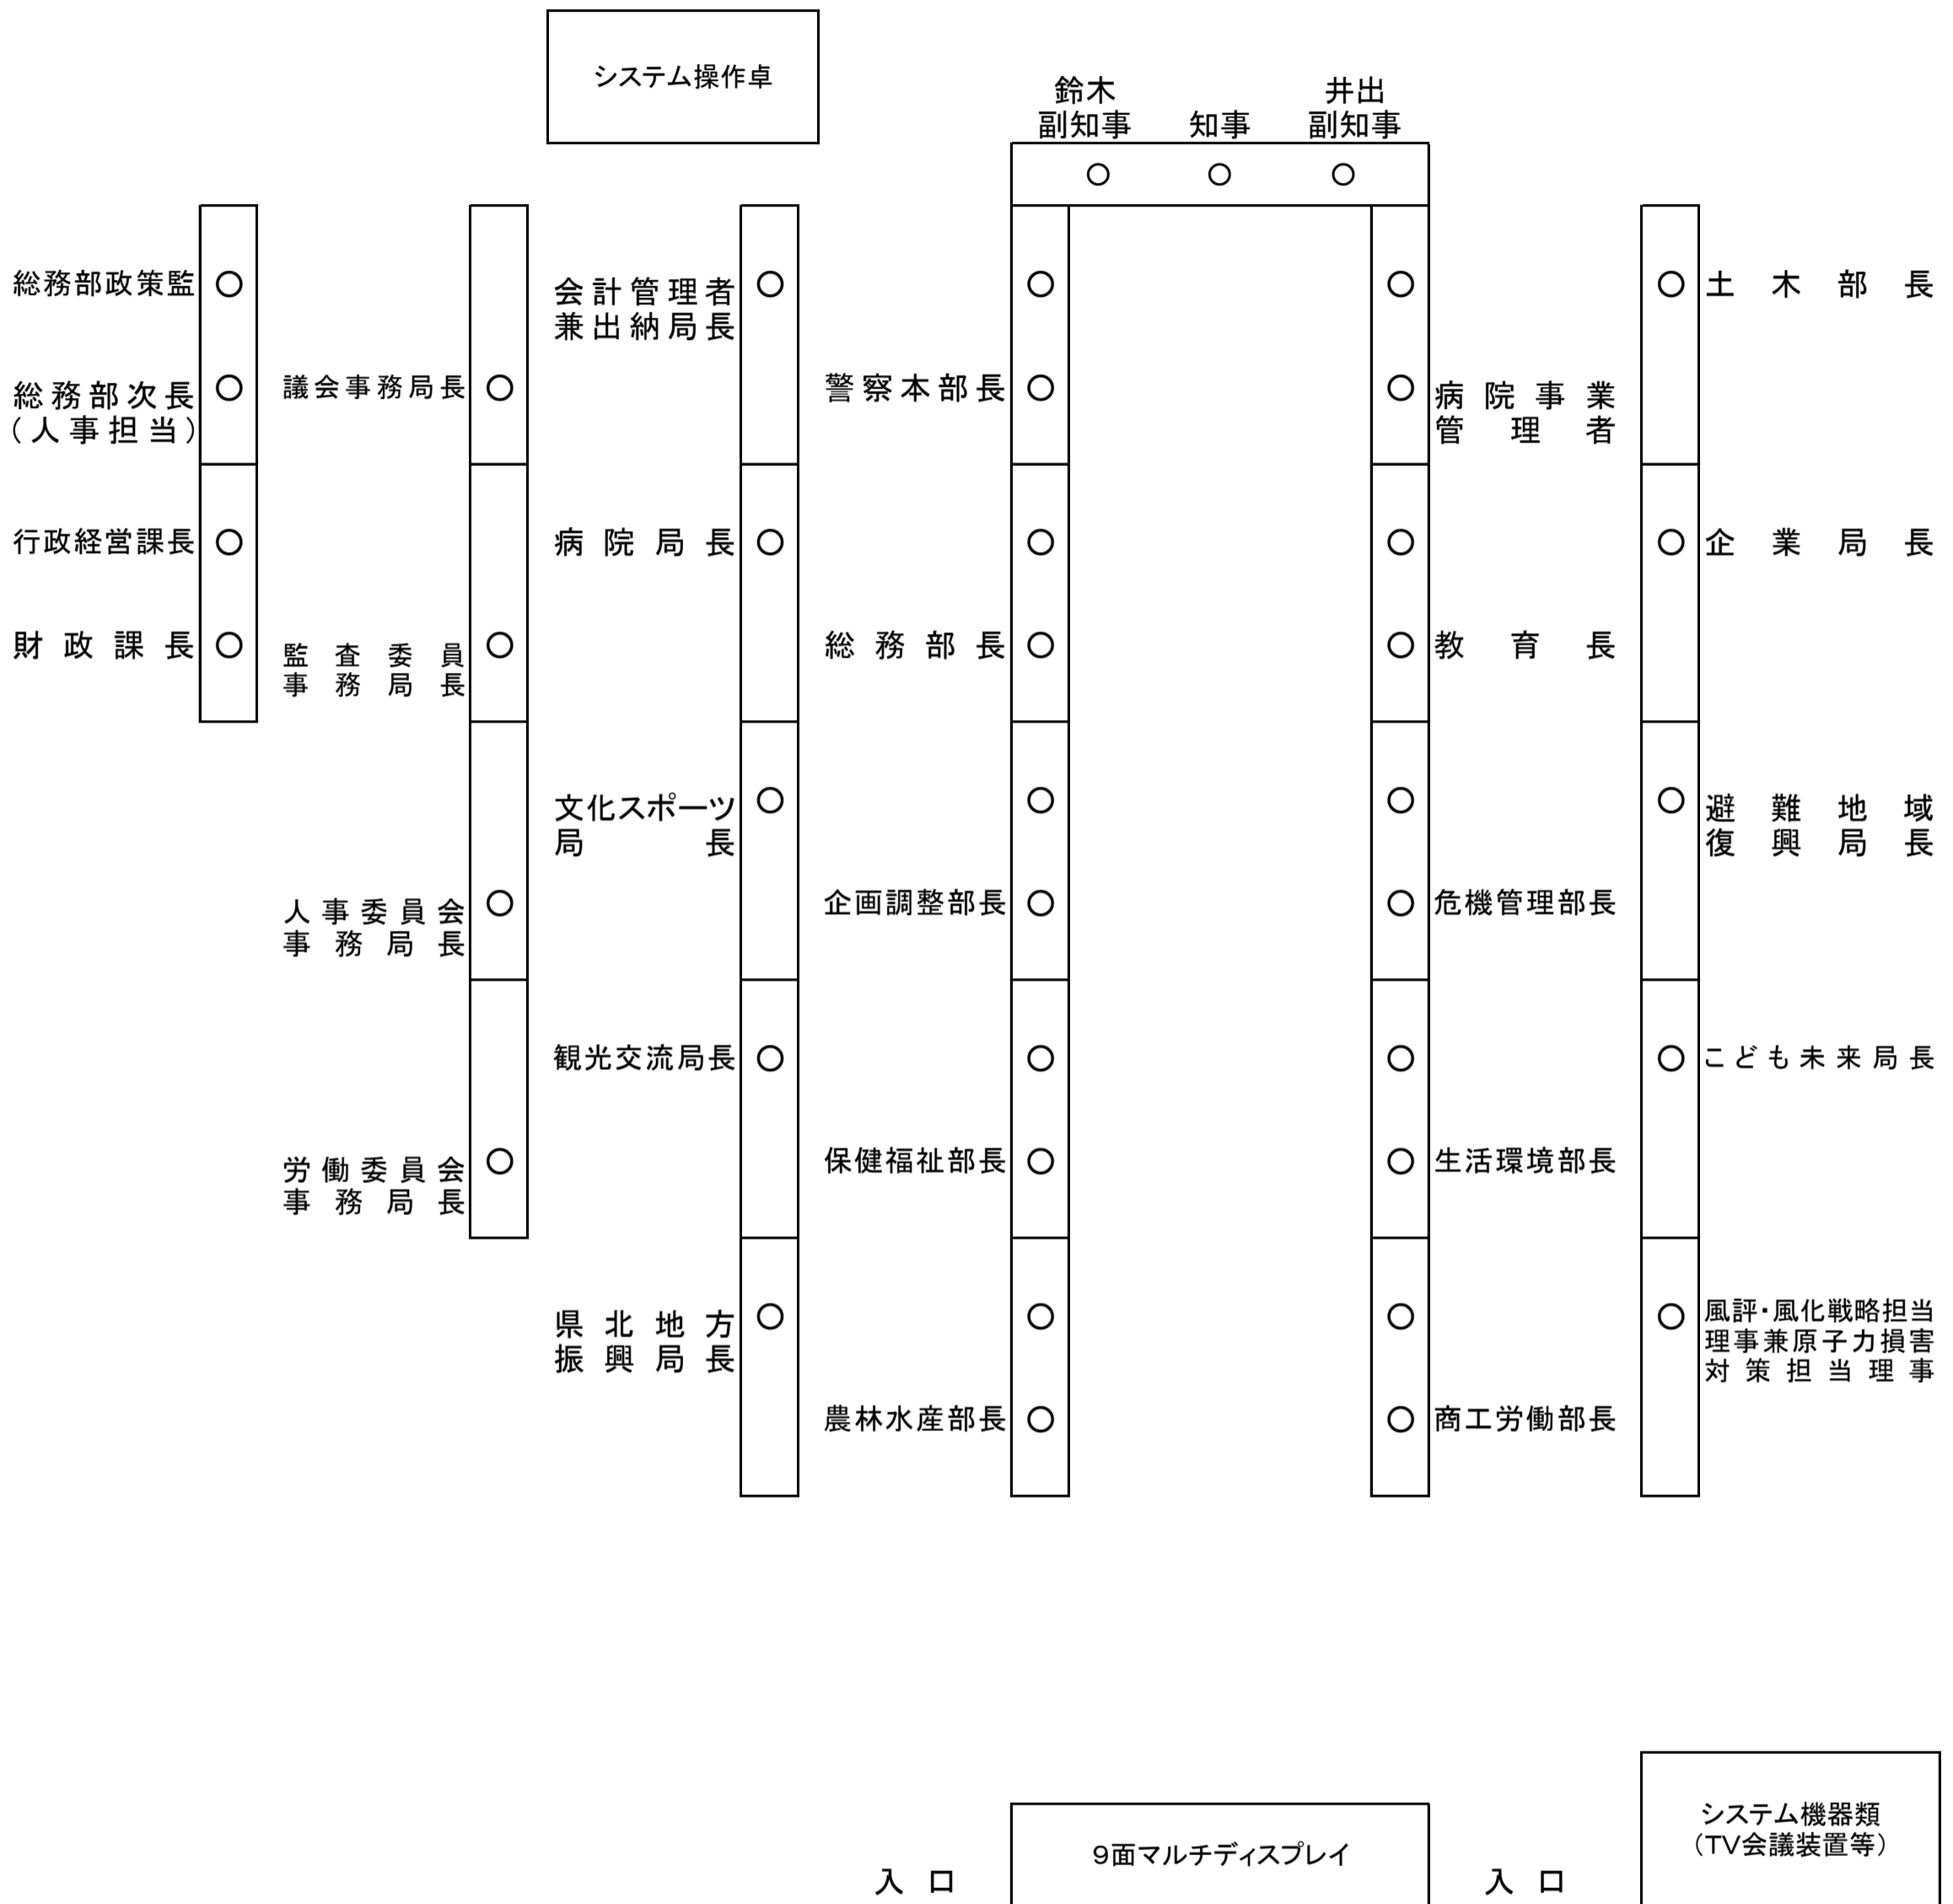 システム操作卓
鈴木
副知事
知事
井出
副知事
総務部政策監
総務部次長
（人事担当）
行政経営課長
財政課長
議会事務局長
監査委員
事務局長
人事委員会
事務局長
労働委員会
事務局長
会計管理者
兼出納局長
病院局長
文化スポーツ
局長
観光交流局長
県北地方
振興局長
警察本部長
総務部長
企画調整部長
保健福祉部長
農林水産部長
病院事業
管理者
教育長
危機管理部長
生活環境部長
商工労働部長
土木部長
企業局長
避難地域
復興局長
こども未来局長
風評・風化戦略担当
理事兼原子力損害
対策担当理事
入口
９面マルチディスプレイ
入口
システム機器類
（TV会議装置等）